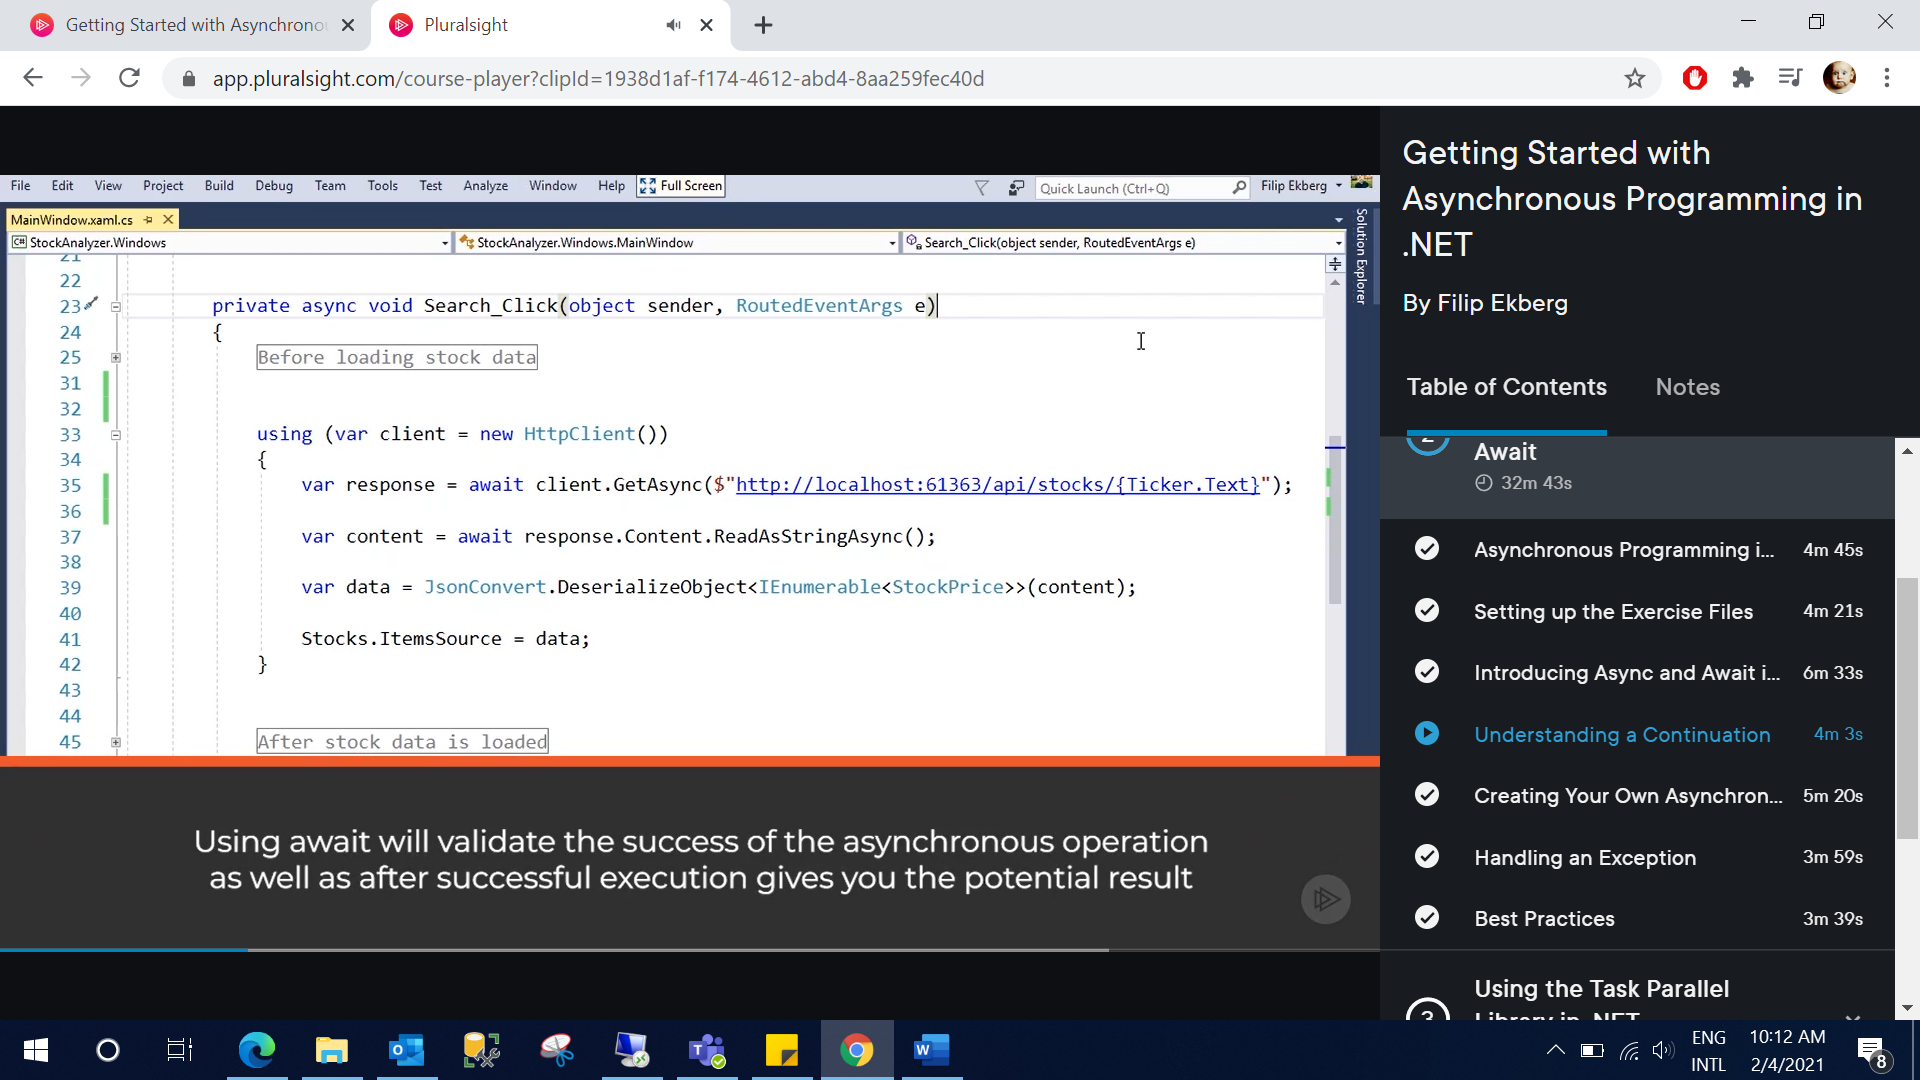 Getting Started with Asynchrono
Pluralsight
app.pluralsight.com/course-player?clipId=1938d1af-f174-4612-abd4-8aa259fec40d
File Edit View Project Build Debug Team Tools Test Analyze Window Help Full Screen
Quick Launch (Ctrl+Q)
Filip Ekberg
MainWindow.xaml.cs
StockAnalyzer.Windows
StockAnalyzer.Windows.MainWindow
Search_Click(object sender, RoutedEventArgs e)
Solution Explorer
21
22
23 private async void Search_Click(object sender, RoutedEventArgs e)
24 {
25 Before loading stock data
31
32
33 using (var client = new HttpClient())
34 {
35 var response = await client.GetAsync($"http://localhost:61363/api/stocks/{Ticker.Text}");
36
37 var content = await response.Content.ReadAsStringAsync();
38
39 var data = JsonConvert.DeserializeObject<IEnumerable<StockPrice>>(content);
40
41 Stocks.ItemsSource = data;
42 }
43
44
45 After stock data is loaded
Using await will validate the success of the asynchronous operation
as well as after successful execution gives you the potential result
Getting Started with
Asynchronous Programming in
.NET
By Filip Ekberg
Table of Contents
Notes
2
Await
32m 43s
Asynchronous Programming i... 4m 45s
Setting up the Exercise Files 4m 21s
Introducing Async and Await i... 6m 33s
Understanding a Continuation 4m 3s
Creating Your Own Asynchron... 5m 20s
Handling an Exception 3m 59s
Best Practices 3m 39s
3
Using the Task Parallel
Library in .NET
ENG
INTL
10:12 AM
2/4/2021
8